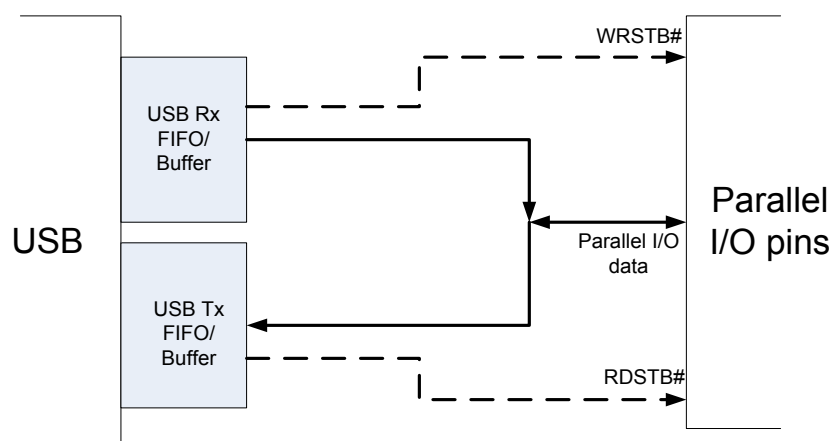 WRSTB#
USB Rx
FIFO/
Buffer
USB
Parallel I/O
data
Parallel
I/O pins
USB Tx
FIFO/
Buffer
RDSTB#